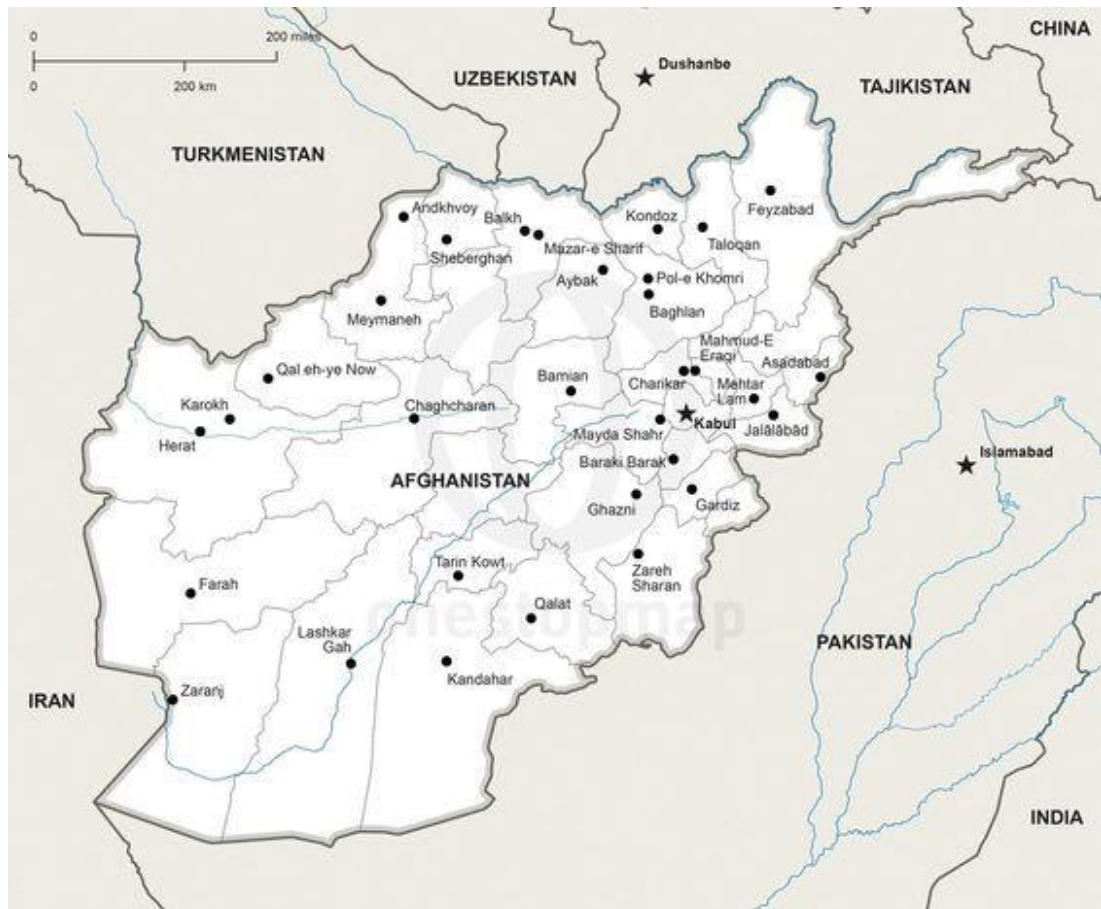 0
200 miles
0
200 km
CHINA
Dushanbe
UZBEKISTAN
TAJIKISTAN
TURKMENISTAN
Andkhvoy
Balkh
Kondoz
Feyzabad
Sheberghan
Mazar-e Sharif
Taloqan
Aybak
Pol-e Khomri
Baghlan
Meymaneh
Mahmud-E
Eraqi
Asadabad
Qal eh-ye Now
Bamian
Charikar
Mehtar
Lam
Karokh
Chaghcharan
Herat
Mayda Shahr
Kabul
Jalālābād
Baraki Barak
Islamabad
AFGHANISTAN
Ghazni
Gardiz
Tarin Kowt
Zareh
Sharan
Farah
Qalat
onestopmap
Lashkar
Gah
PAKISTAN
Kandahar
Zaranj
IRAN
INDIA